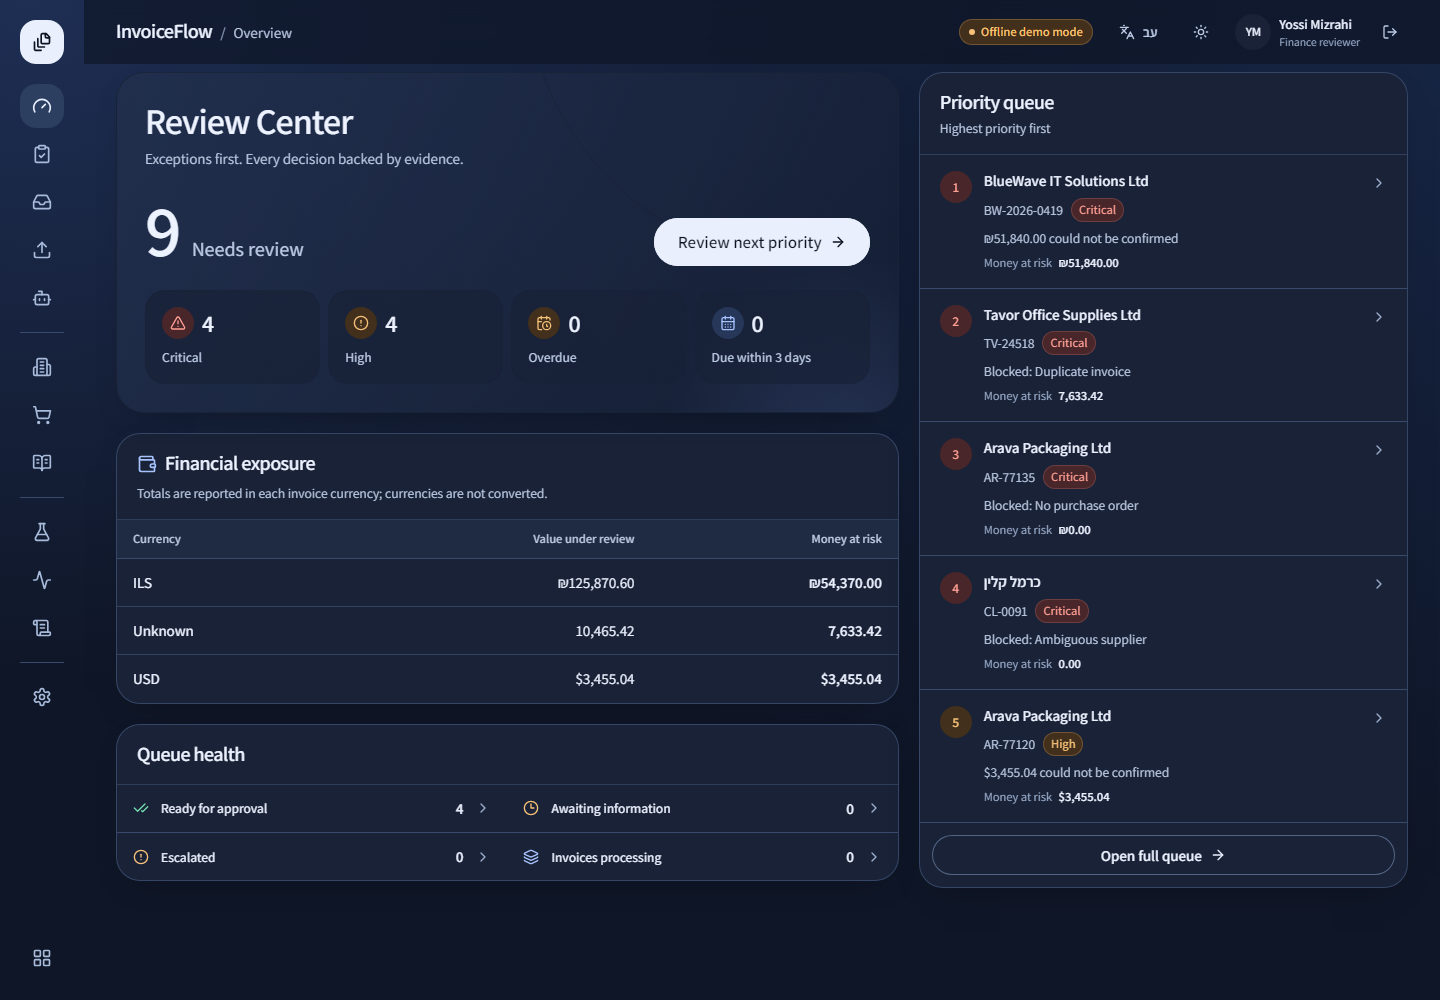 InvoiceFlow / Overview
Offline demo mode
עב
YM
Yossi Mizrahi
Finance reviewer
Review Center
Exceptions first. Every decision backed by evidence.
9 Needs review
Review next priority
4
Critical
4
High
0
Overdue
0
Due within 3 days
Financial exposure
Totals are reported in each invoice currency; currencies are not converted.
Currency Value under review Money at risk
ILS ₪125,870.60 ₪54,370.00
Unknown 10,465.42 7,633.42
USD $3,455.04 $3,455.04
Queue health
Ready for approval 4
Awaiting information 0
Escalated 0
Invoices processing 0
Priority queue
Highest priority first
1
BlueWave IT Solutions Ltd
BW-2026-0419 Critical
₪51,840.00 could not be confirmed
Money at risk ₪51,840.00
2
Tavor Office Supplies Ltd
TV-24518 Critical
Blocked: Duplicate invoice
Money at risk 7,633.42
3
Arava Packaging Ltd
AR-77135 Critical
Blocked: No purchase order
Money at risk ₪0.00
4
כרמל קלין
CL-0091 Critical
Blocked: Ambiguous supplier
Money at risk 0.00
5
Arava Packaging Ltd
AR-77120 High
$3,455.04 could not be confirmed
Money at risk $3,455.04
Open full queue